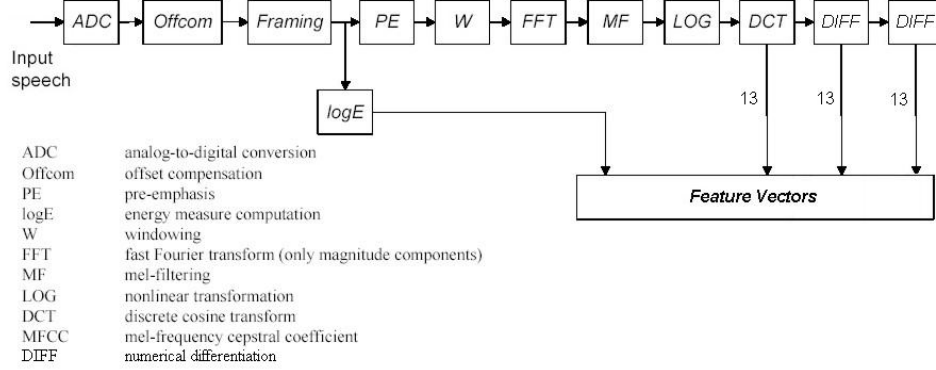 ADC Offcom Framing PE W FFT MF LOG DCT DIFF DIFF
Input
speech
logE
13 13 13
Feature Vectors
ADC analog-to-digital conversion
Offcom offset compensation
PE pre-emphasis
logE energy measure computation
W windowing
FFT fast Fourier transform (only magnitude components)
MF mel-filtering
LOG nonlinear transformation
DCT discrete cosine transform
MFCC mel-frequency cepstral coefficient
DIFF numerical differentiation